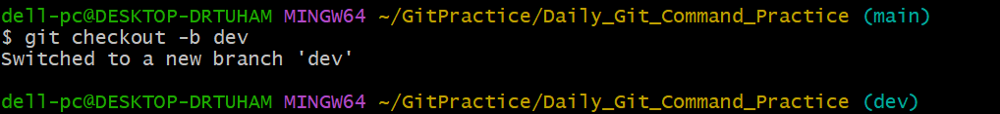 dell-pc@DESKTOP-DRTUHAM MINGW64 ~/GitPractice/Daily_Git_Command_Practice (main)
$ git checkout -b dev
Switched to a new branch 'dev'
dell-pc@DESKTOP-DRTUHAM MINGW64 ~/GitPractice/Daily_Git_Command_Practice (dev)